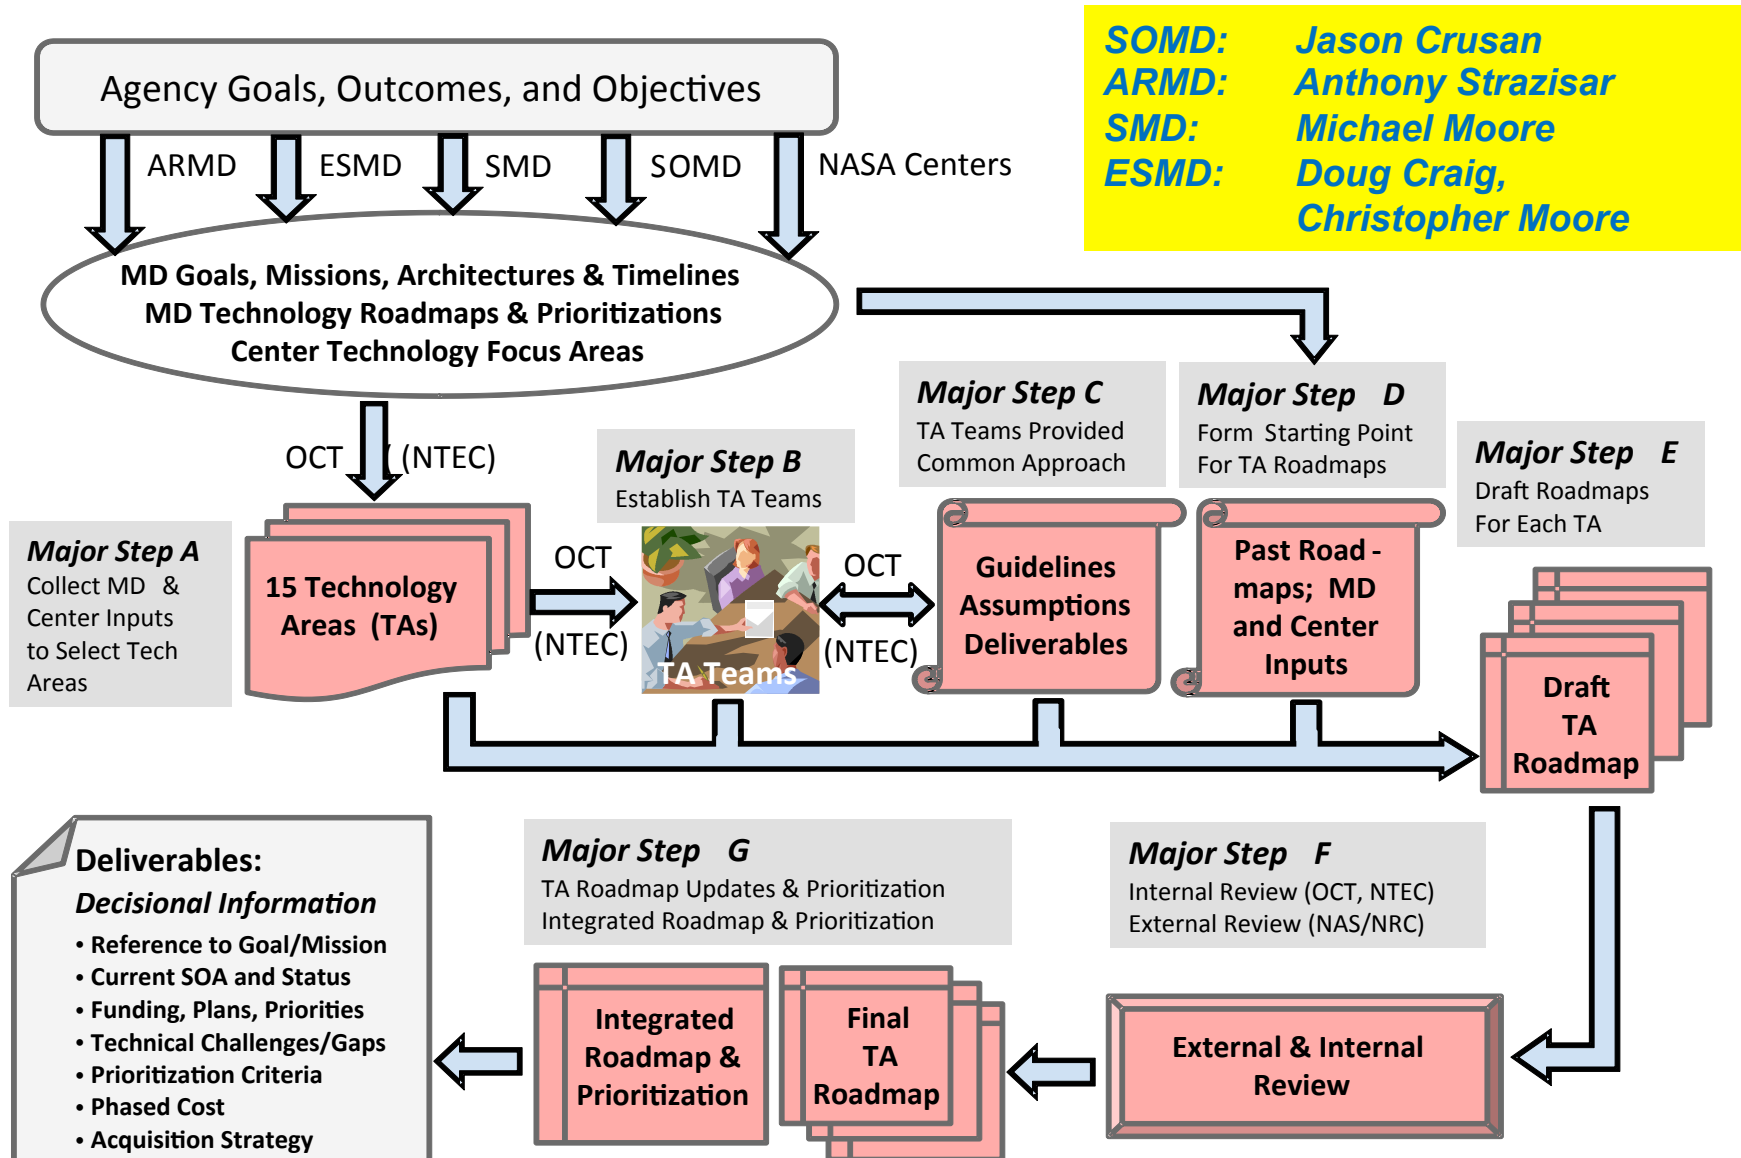 SOMD: Jason Crusan
ARMD: Anthony Strazisar
SMD: Michael Moore
ESMD: Doug Craig,
Christopher Moore
Agency Goals, Outcomes, and Objectives
ARMD
ESMD
SMD
SOMD
NASA Centers
MD Goals, Missions, Architectures & Timelines
MD Technology Roadmaps & Prioritizations
Center Technology Focus Areas
OCT ( (NTEC)
Major Step A
Collect MD &
Center Inputs
to Select Tech
Areas
15 Technology
Areas (TAs)
OCT
(NTEC)
Major Step B
Establish TA Teams
TA Teams
OCT
(NTEC)
Major Step C
TA Teams Provided
Common Approach
Guidelines
Assumptions
Deliverables
Major Step D
Form Starting Point
For TA Roadmaps
Past Road -
maps; MD
and Center
Inputs
Major Step E
Draft Roadmaps
For Each TA
Draft
TA
Roadmap
Major Step F
Internal Review (OCT, NTEC)
External Review (NAS/NRC)
External & Internal
Review
Major Step G
TA Roadmap Updates & Prioritization
Integrated Roadmap & Prioritization
Final
TA
Roadmap
Integrated
Roadmap &
Prioritization
Deliverables:
Decisional Information
• Reference to Goal/Mission
• Current SOA and Status
• Funding, Plans, Priorities
• Technical Challenges/Gaps
• Prioritization Criteria
• Phased Cost
• Acquisition Strategy